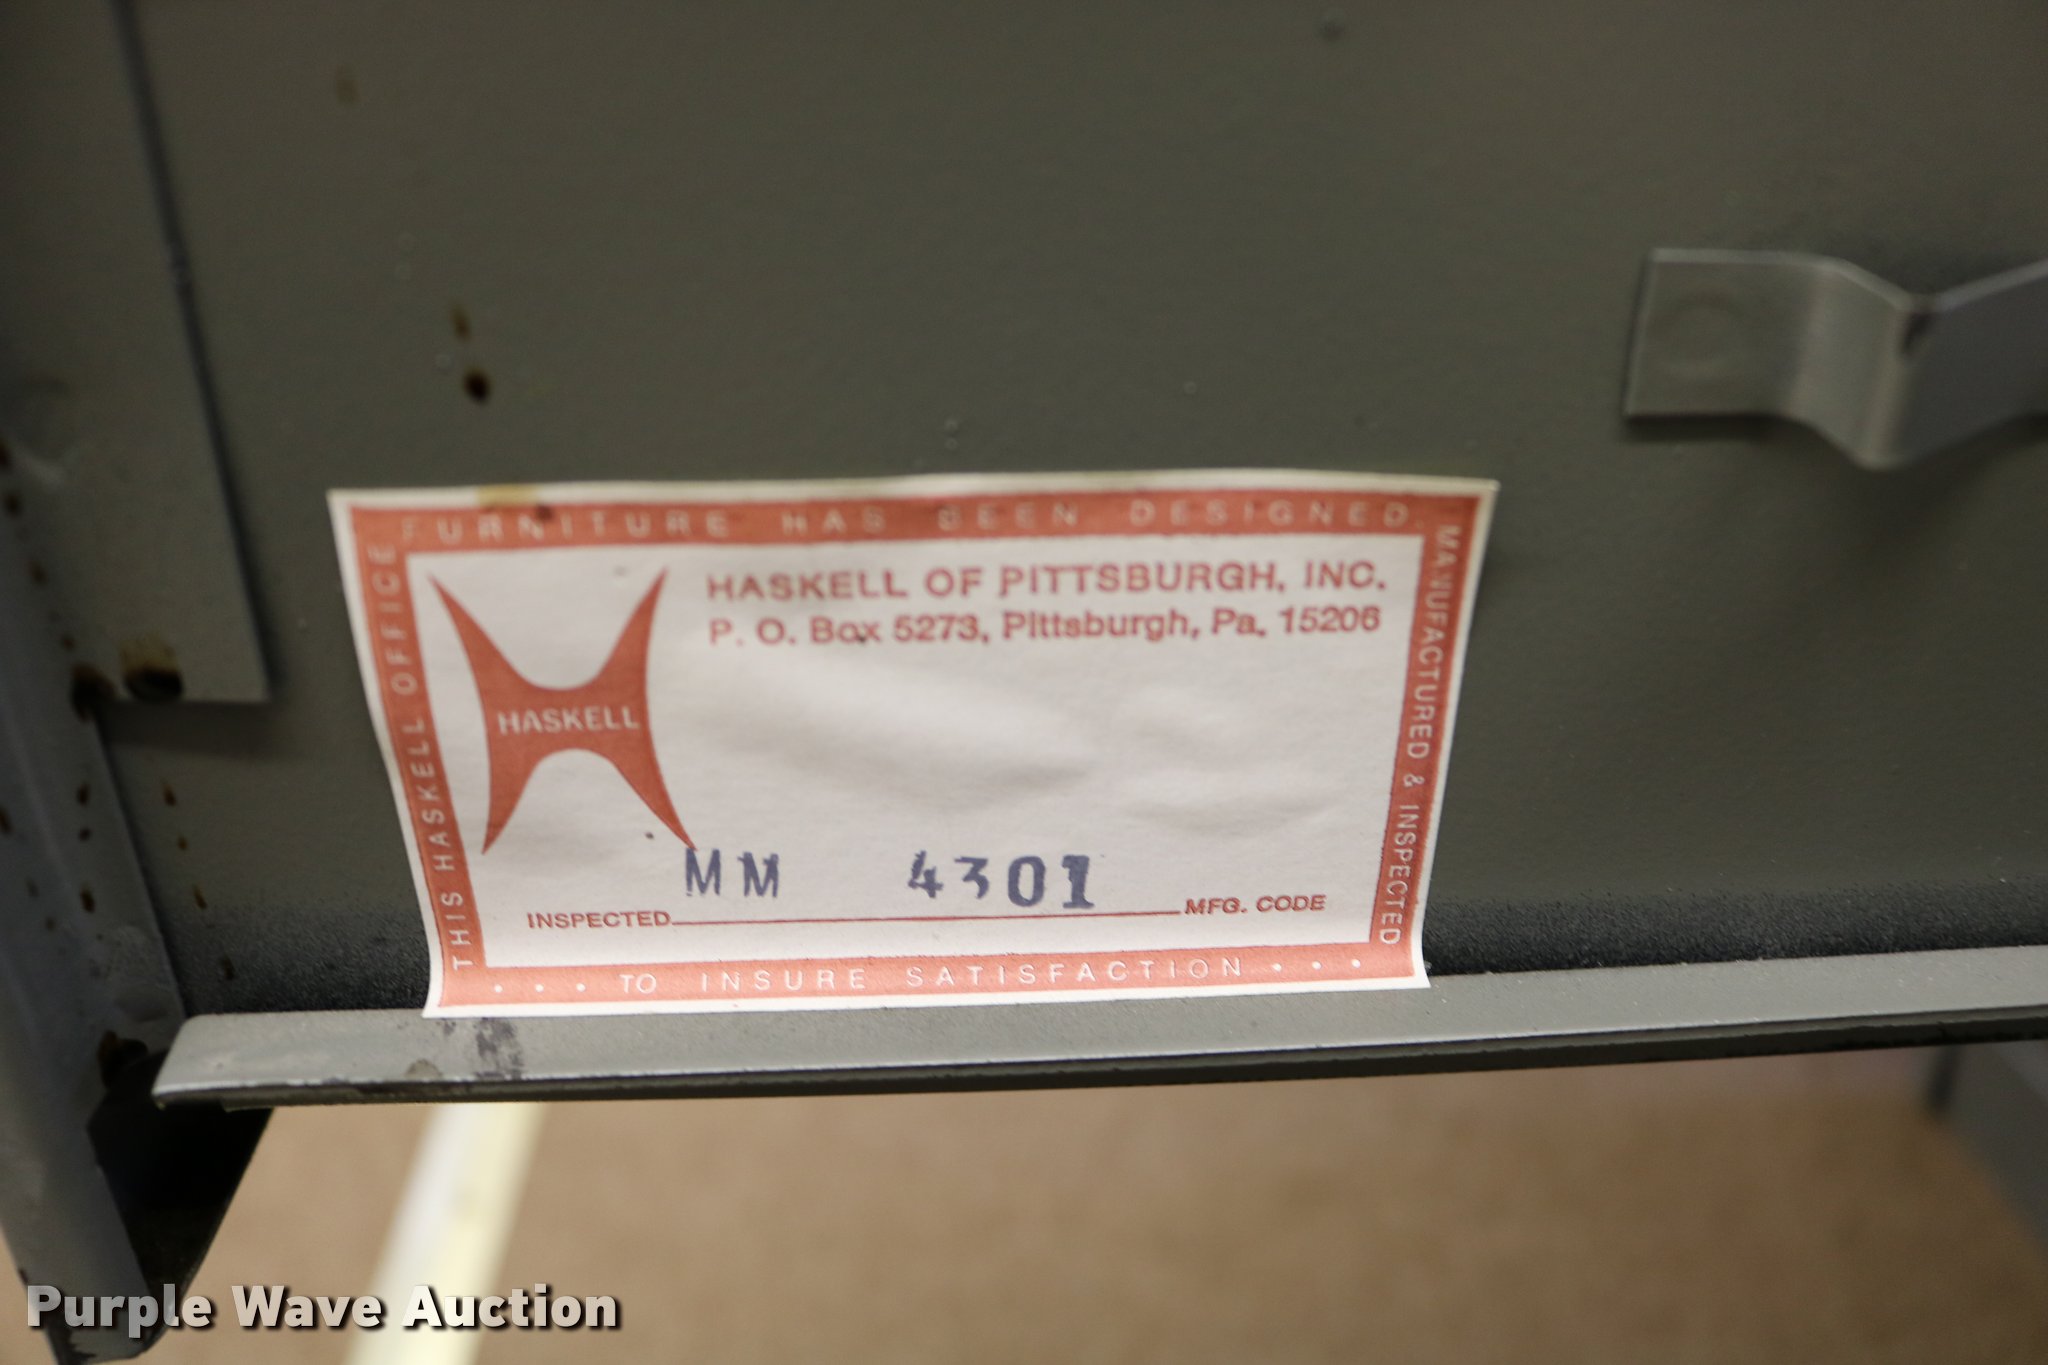 THIS HASKELL OFFICE
FURNITURE HAS BEEN DESIGNED,
MANUFACTURED & INSPECTED
• • • TO INSURE SATISFACTION • • •
HASKELL OF PITTSBURGH, INC.
P. O. Box 5273, Pittsburgh, Pa. 15206
HASKELL
MM 4301
INSPECTED MFG. CODE
Purple Wave Auction